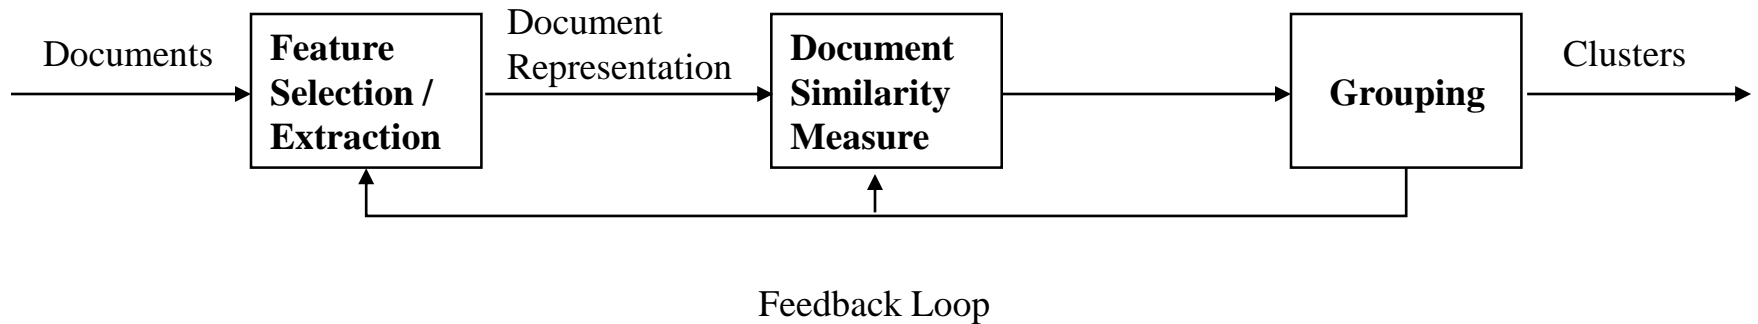 Documents
Feature
Selection /
Extraction
Document
Representation
Document
Similarity
Measure
Grouping
Clusters
Feedback Loop